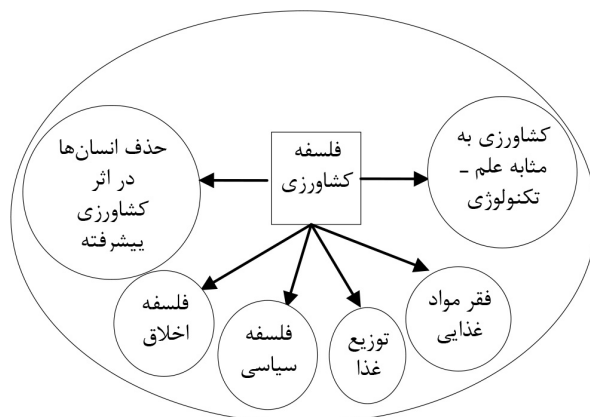 فلسفه
کشاورزی
کشاورزی به
مثابه علم –
تکنولوژی
حذف انسان‌ها
در اثر
کشاورزی
پیشرفته
فقر مواد
غذایی
توزیع
غذا
فلسفه
سیاسی
فلسفه
اخلاق